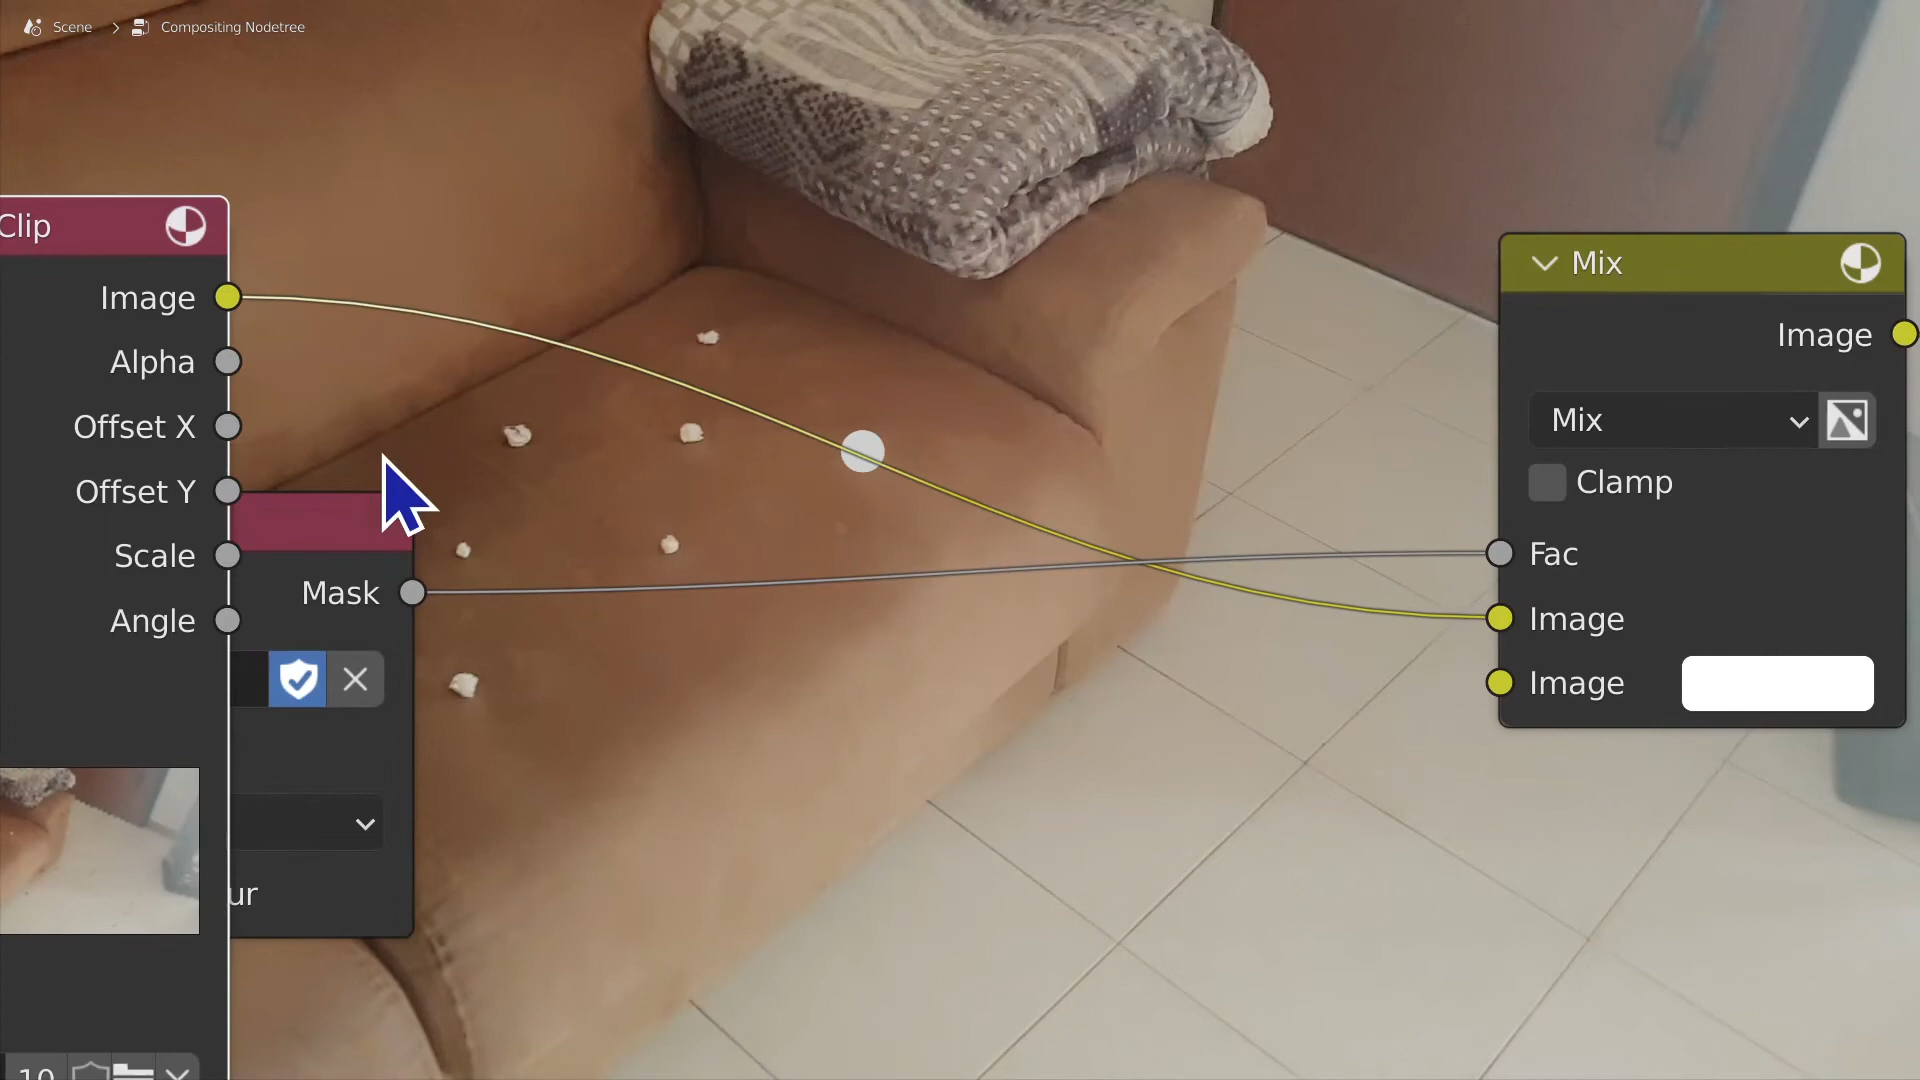 Scene
Compositing Nodetree
Clip
Image
Alpha
Offset X
Offset Y
Scale
Angle
Mask
ur
10
Mix
Image
Mix
Clamp
Fac
Image
Image